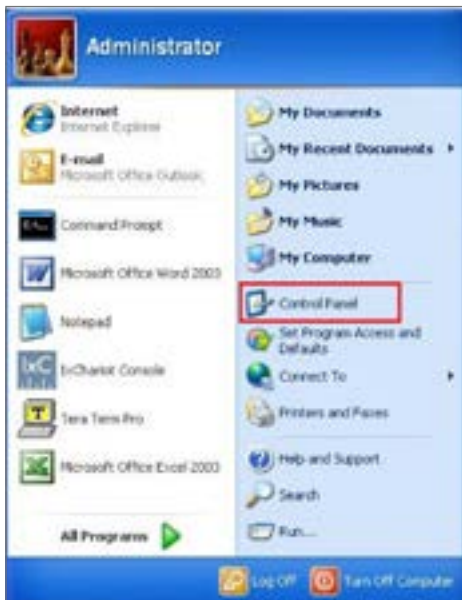 Administrator
Internet
Internet Explorer
E-mail
Microsoft Office Outlook
Command Prompt
Microsoft Office Word 2003
Notepad
IxChariot Console
Tera Term Pro
Microsoft Office Excel 2003
All Programs
My Documents
My Recent Documents
My Pictures
My Music
My Computer
Control Panel
Set Program Access and
Defaults
Connect To
Printers and Faxes
Help and Support
Search
Run...
Log Off
Turn Off Computer